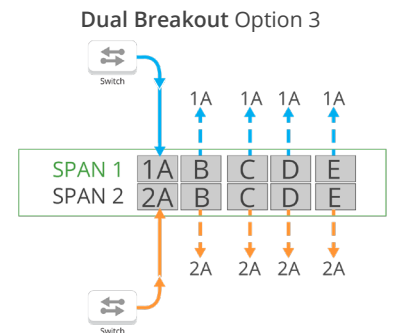 Dual Breakout Option 3
Switch
1A 1A 1A 1A
SPAN 1 1A B C D E
SPAN 2 2A B C D E
2A 2A 2A 2A
Switch